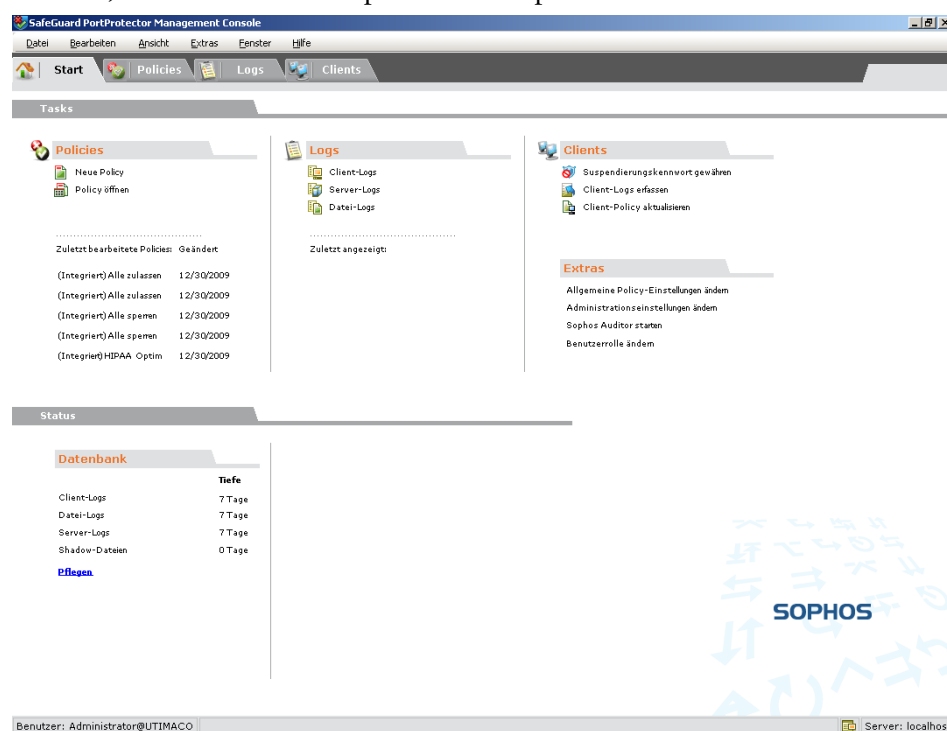 SafeGuard PortProtector Management Console
Datei Bearbeiten Ansicht Extras Fenster Hilfe
Start Policies Logs Clients
Tasks
Policies
Neue Policy
Policy öffnen
Zuletzt bearbeitete Policies: Geändert
(Integriert) Alle zulassen 12/30/2009
(Integriert) Alle zulassen 12/30/2009
(Integriert) Alle sperren 12/30/2009
(Integriert) Alle sperren 12/30/2009
(Integriert) HIPAA Optim 12/30/2009
Logs
Client-Logs
Server-Logs
Datei-Logs
Zuletzt angezeigt:
Clients
Suspendierungskennwort gewähren
Client-Logs erfassen
Client-Policy aktualisieren
Extras
Allgemeine Policy-Einstellungen ändern
Administrationseinstellungen ändern
Sophos Auditor starten
Benutzerrolle ändern
Status
Datenbank
Tiefe
Client-Logs 7 Tage
Datei-Logs 7 Tage
Server-Logs 7 Tage
Shadow-Dateien 0 Tage
Pflegen
SOPHOS
Benutzer: Administrator@UTIMACO
Server: localhos